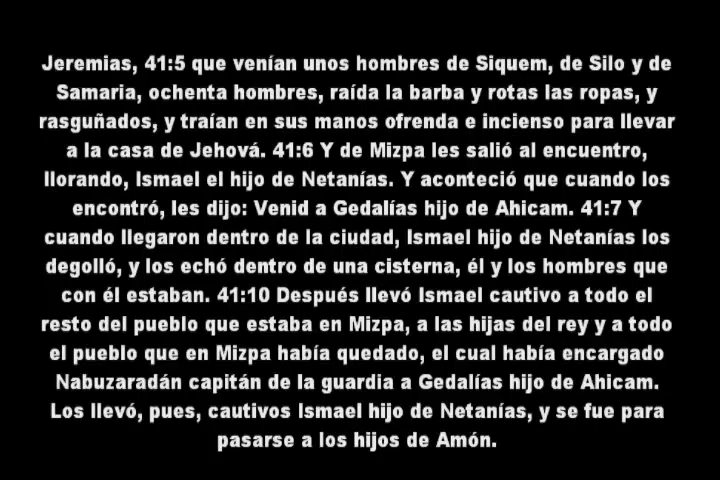 Jeremias, 41:5 que venían unos hombres de Siquem, de Silo y de
Samaria, ochenta hombres, raída la barba y rotas las ropas, y
rasguñados, y traían en sus manos ofrenda e incienso para llevar
a la casa de Jehová. 41:6 Y de Mizpa les salió al encuentro,
llorando, Ismael el hijo de Netanías. Y aconteció que cuando los
encontró, les dijo: Venid a Gedalías hijo de Ahicam. 41:7 Y
cuando llegaron dentro de la ciudad, Ismael hijo de Netanías los
degolló, y los echó dentro de una cisterna, él y los hombres que
con él estaban. 41:10 Después llevó Ismael cautivo a todo el
resto del pueblo que estaba en Mizpa, a las hijas del rey y a todo
el pueblo que en Mizpa había quedado, el cual había encargado
Nabuzaradán capitán de la guardia a Gedalías hijo de Ahicam.
Los llevó, pues, cautivos Ismael hijo de Netanías, y se fue para
pasarse a los hijos de Amón.